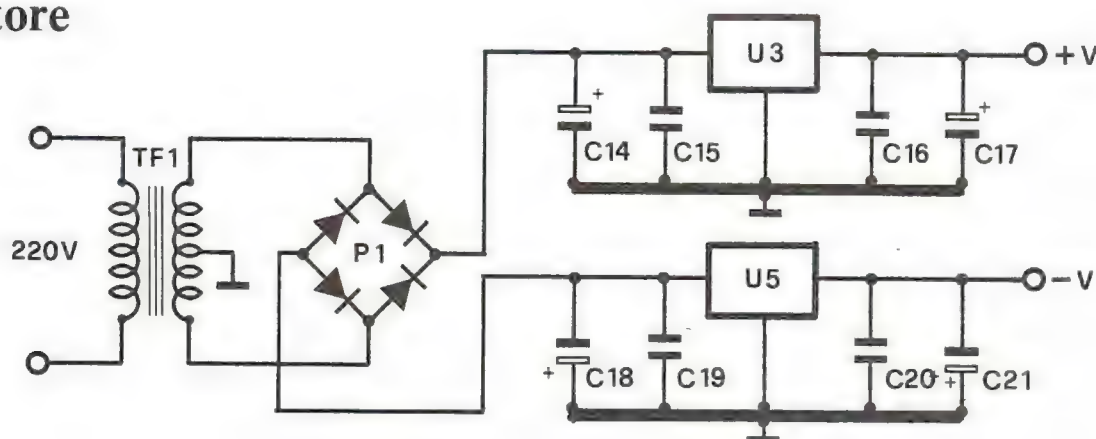 tore
U3
+V
+
C14
C15
C16
+
C17
TF1
220V
P1
U5
-V
+
C18
C19
C20
+
C21